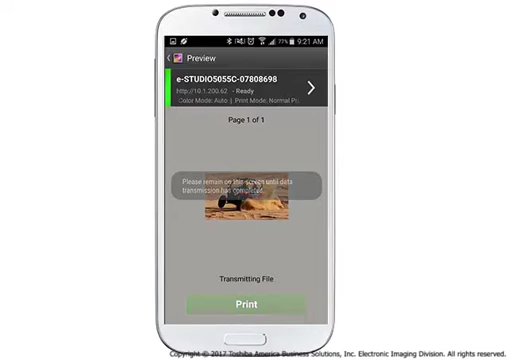 77% 9:21 AM
Preview
e-STUDIO5055C-07808698
http://10.1.200.62 - Ready
Color Mode: Auto | Print Mode: Normal
Page 1 of 1
Please remain on this screen until data
transmission has completed.
Transmitting File
Print
Copyright © 2017 Toshiba America Business Solutions, Inc. Electronic Imaging Division. All rights reserved.